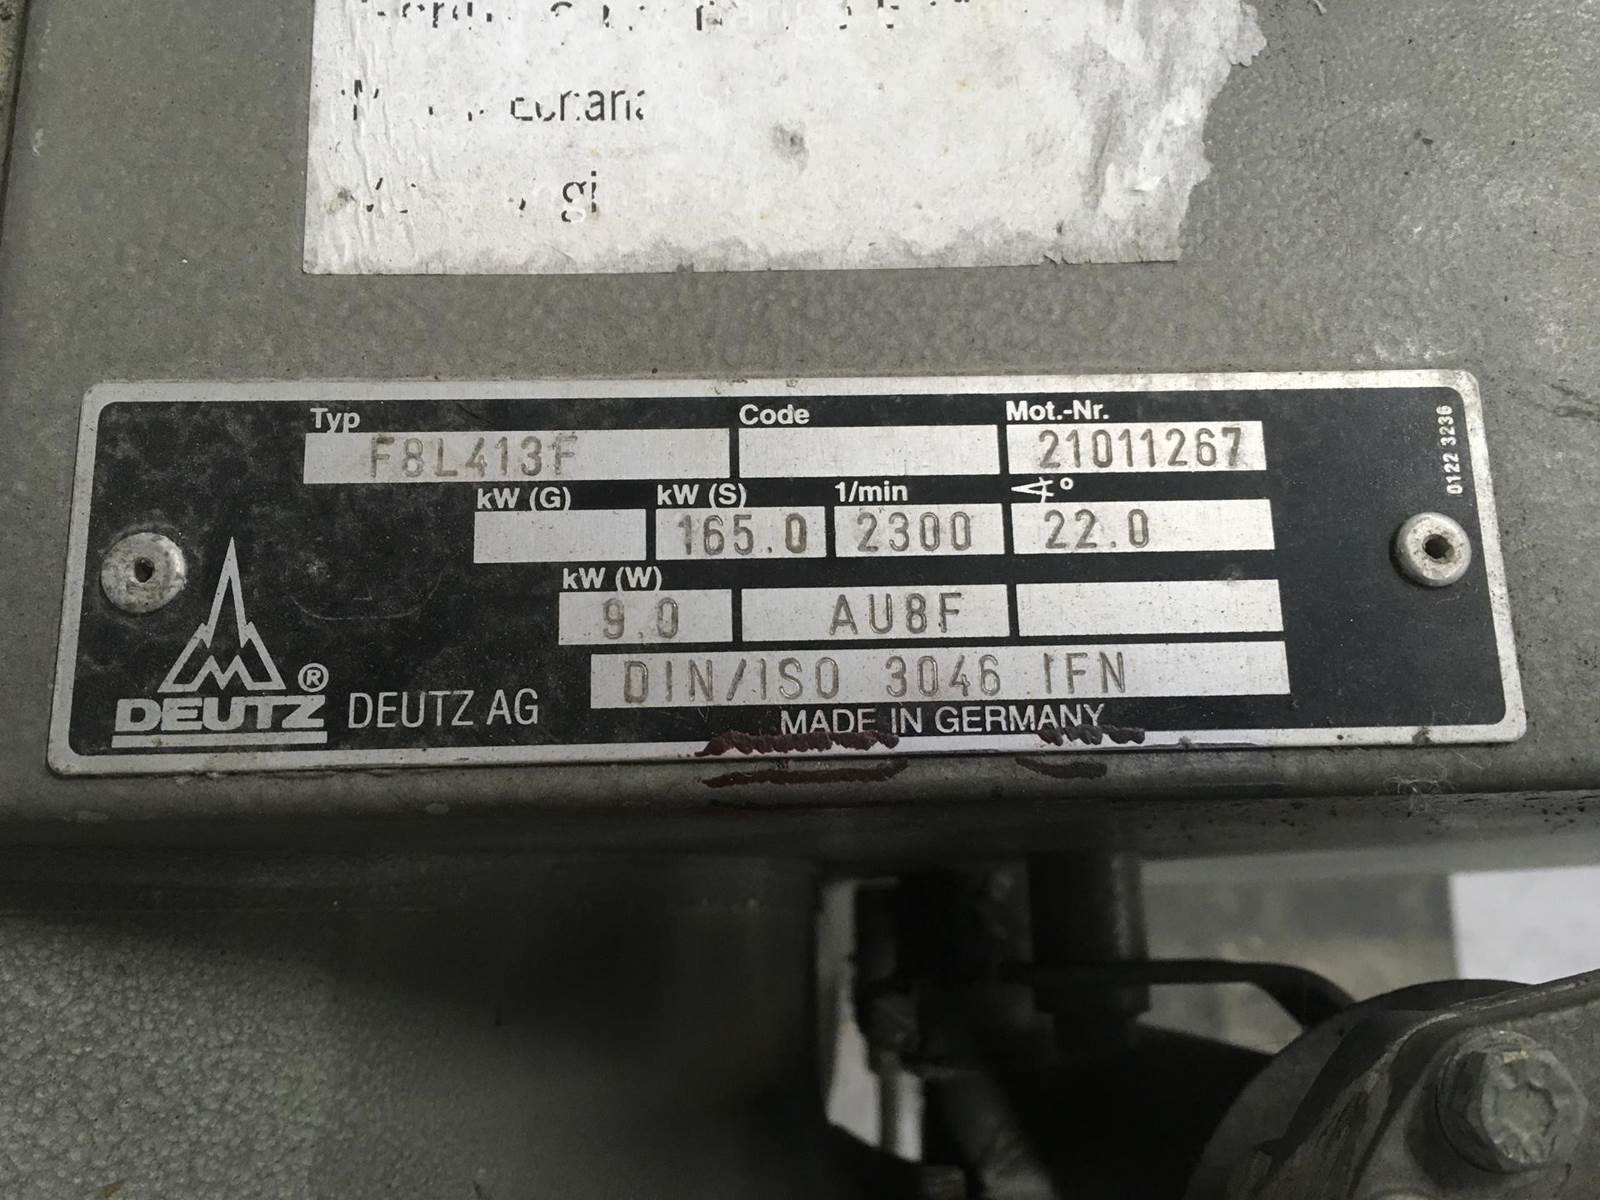 gi
Typ Code Mot.-Nr.
F8L413F 21011267
0122 3236
kW (G) kW (S) 1/min ∢°
165.0 2300 22.0
kW (W)
9.0 AU8F
DIN/ISO 3046 IFN
DEUTZ® DEUTZ AG
MADE IN GERMANY